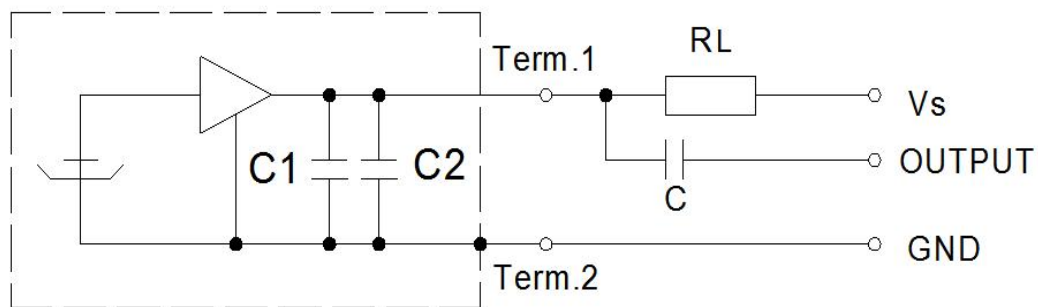 Term.1
RL
Vs
C1
C2
OUTPUT
C
GND
Term.2